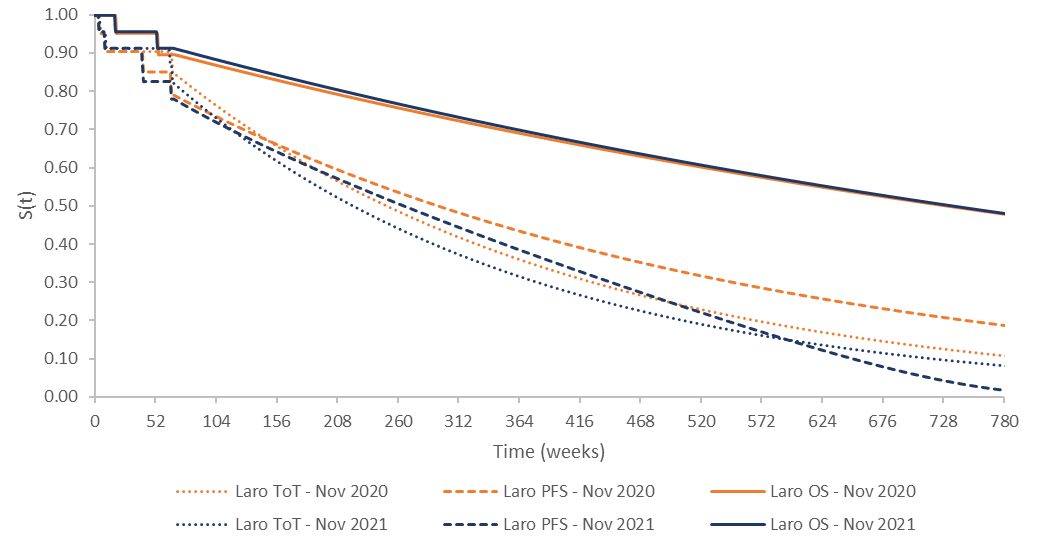 1.00
0.90
0.80
0.70
0.60
0.50
0.40
0.30
0.20
0.10
0.00
S(t)
0 52 104 156 208 260 312 364 416 468 520 572 624 676 728 780
Time (weeks)
Laro ToT - Nov 2020 Laro PFS - Nov 2020 Laro OS - Nov 2020
Laro ToT - Nov 2021 Laro PFS - Nov 2021 Laro OS - Nov 2021